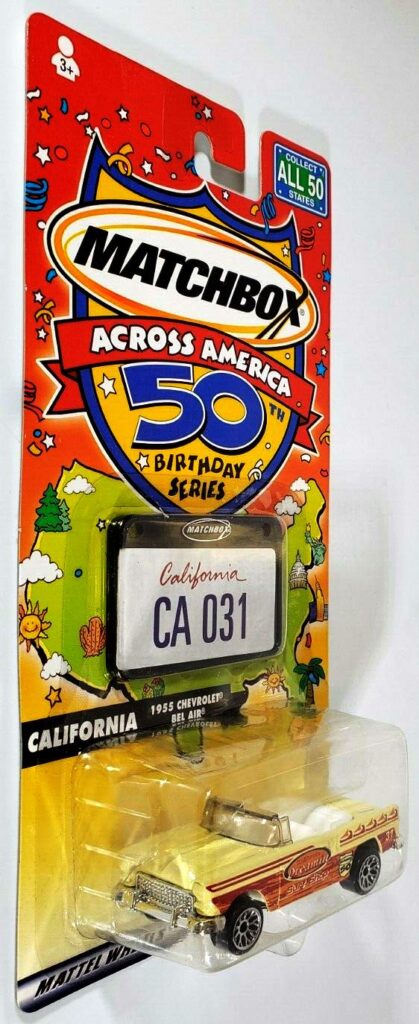 3+
COLLECT
ALL 50
STATES
MATCHBOX
ACROSS AMERICA
50TH
BIRTHDAY
SERIES
MATCHBOX
California
CA 031
CALIFORNIA
1955 CHEVROLET®
BEL AIR®
MATTEL